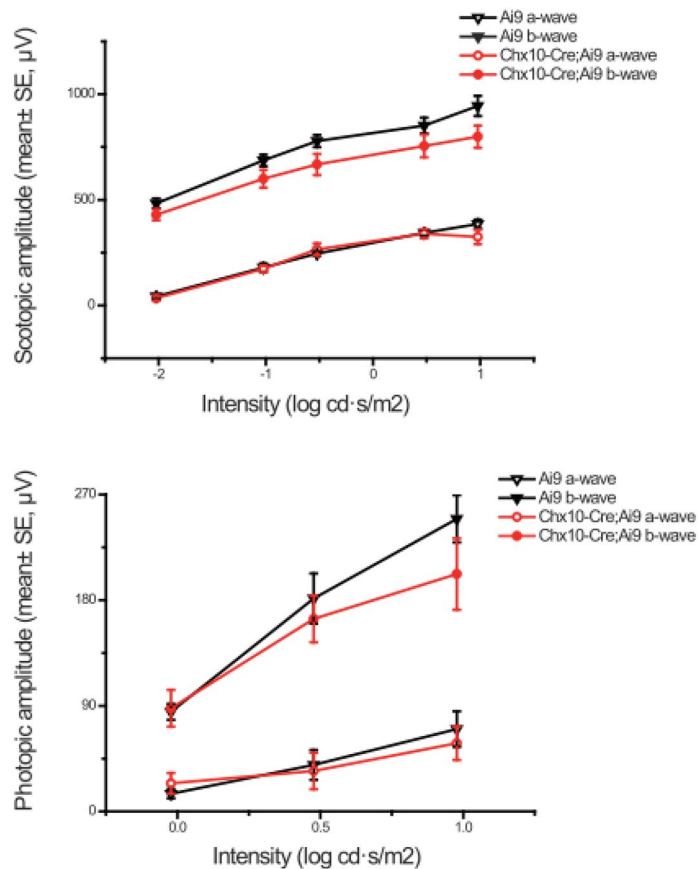 Ai9 a-wave
Ai9 b-wave
Chx10-Cre;Ai9 a-wave
Chx10-Cre;Ai9 b-wave
Scotopic amplitude (mean± SE, μV)
1000
500
0
-2 -1 0 1
Intensity (log cd·s/m2)
Ai9 a-wave
Ai9 b-wave
Chx10-Cre;Ai9 a-wave
Chx10-Cre;Ai9 b-wave
Photopic amplitude (mean± SE, μV)
270
180
90
0
0.0 0.5 1.0
Intensity (log cd·s/m2)